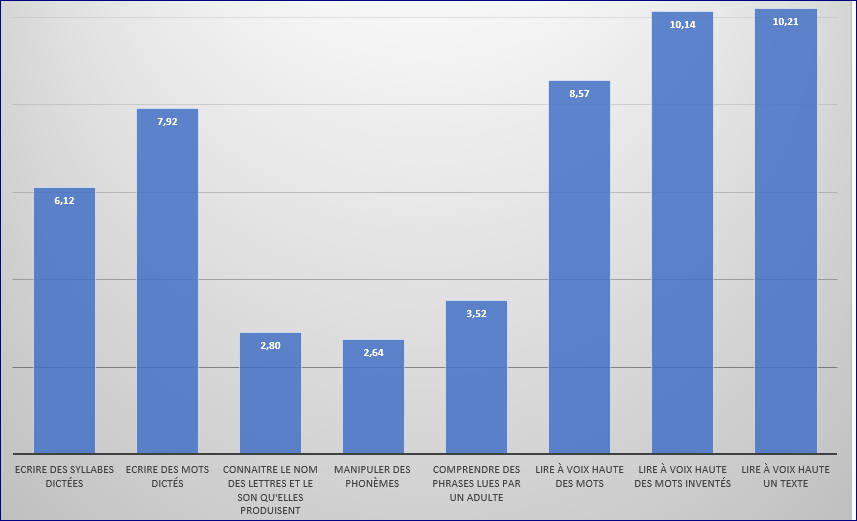 6,12
7,92
2,80
2,64
3,52
8,57
10,14
10,21
ECRIRE DES SYLLABES
DICTÉES
ECRIRE DES MOTS
DICTÉS
CONNAITRE LE NOM
DES LETTRES ET LE
SON QU'ELLES
PRODUISENT
MANIPULER DES
PHONÈMES
COMPRENDRE DES
PHRASES LUES PAR
UN ADULTE
LIRE À VOIX HAUTE
DES MOTS
LIRE À VOIX HAUTE
DES MOTS INVENTÉS
LIRE À VOIX HAUTE
UN TEXTE